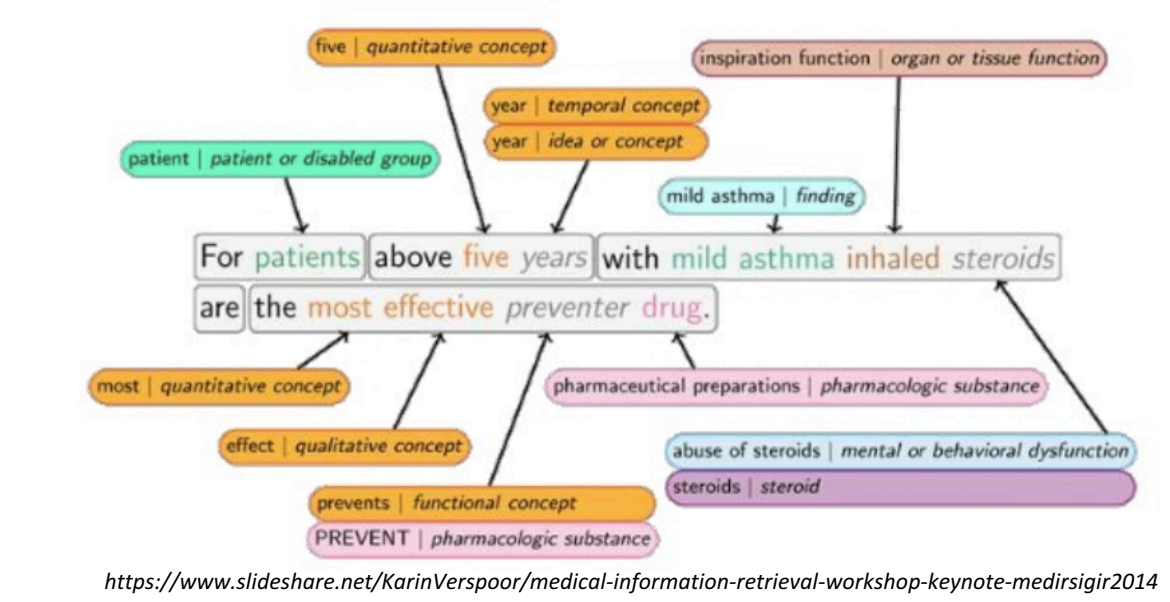 five | quantitative concept
inspiration function | organ or tissue function
year | temporal concept
year | idea or concept
patient | patient or disabled group
mild asthma | finding
For patients above five years with mild asthma inhaled steroids
are the most effective preventer drug.
most | quantitative concept
pharmaceutical preparations | pharmacologic substance
effect | qualitative concept
abuse of steroids | mental or behavioral dysfunction
steroids | steroid
prevents | functional concept
PREVENT | pharmacologic substance
https://www.slideshare.net/KarinVerspoor/medical-information-retrieval-workshop-keynote-medirsigir2014